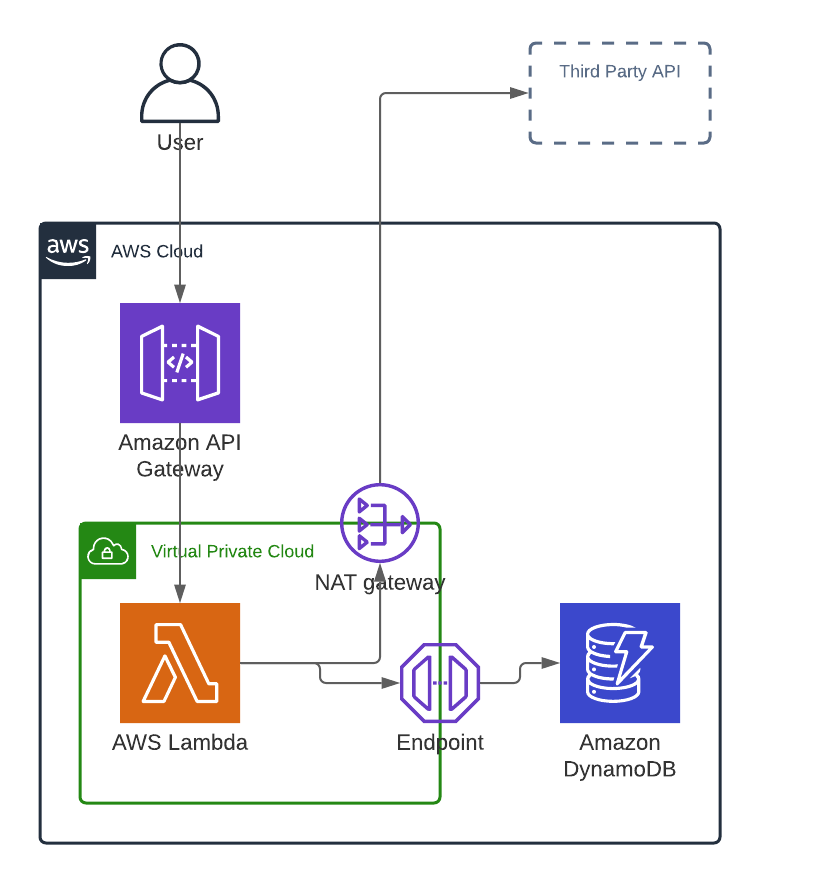 User
Third Party API
aws
AWS Cloud
</>
Amazon API
Gateway
Virtual Private Cloud
NAT gateway
AWS Lambda
Endpoint
Amazon
DynamoDB